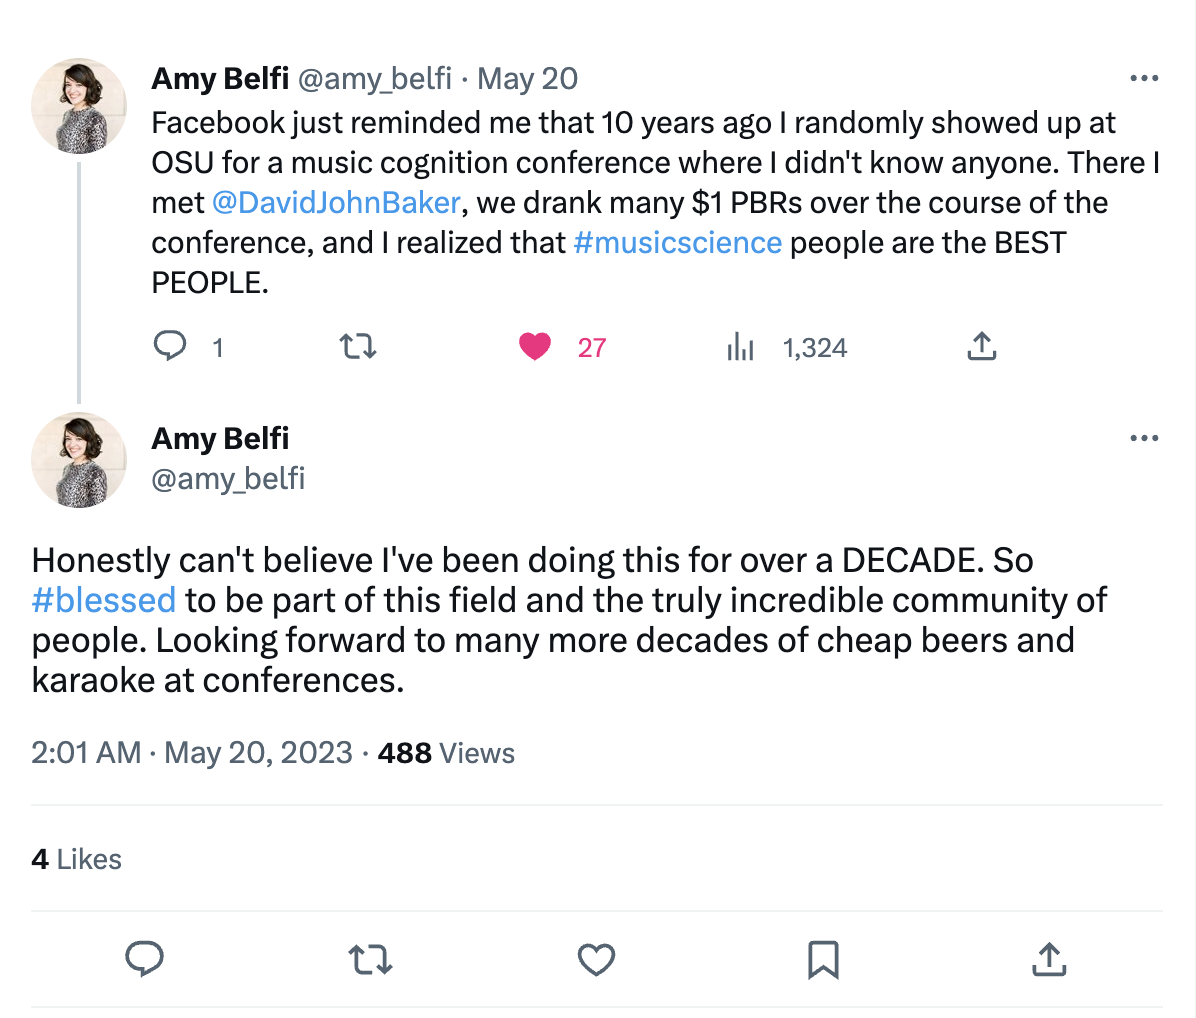 Amy Belfi @amy_belfi · May 20
Facebook just reminded me that 10 years ago I randomly showed up at
OSU for a music cognition conference where I didn't know anyone. There I
met @DavidJohnBaker, we drank many $1 PBRs over the course of the
conference, and I realized that #musicscience people are the BEST
PEOPLE.
1 27 1,324
Amy Belfi
@amy_belfi
Honestly can't believe I've been doing this for over a DECADE. So
#blessed to be part of this field and the truly incredible community of
people. Looking forward to many more decades of cheap beers and
karaoke at conferences.
2:01 AM · May 20, 2023 · 488 Views
4 Likes